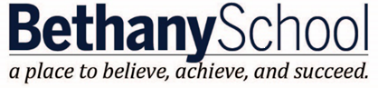 BethanySchool
a place to believe, achieve, and succeed.